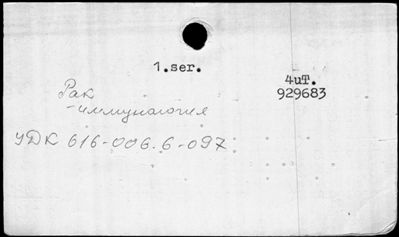 1.ser.
4uT.
929683
Рак
-иммунология
УДК 616-006.6-097